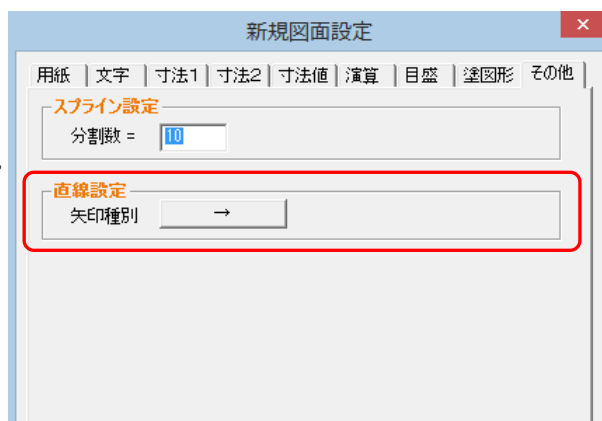 新規図面設定
用紙 文字 寸法1 寸法2 寸法値 演算 目盛 塗図形 その他
スプライン設定
分割数 = 10
直線設定
矢印種別 →